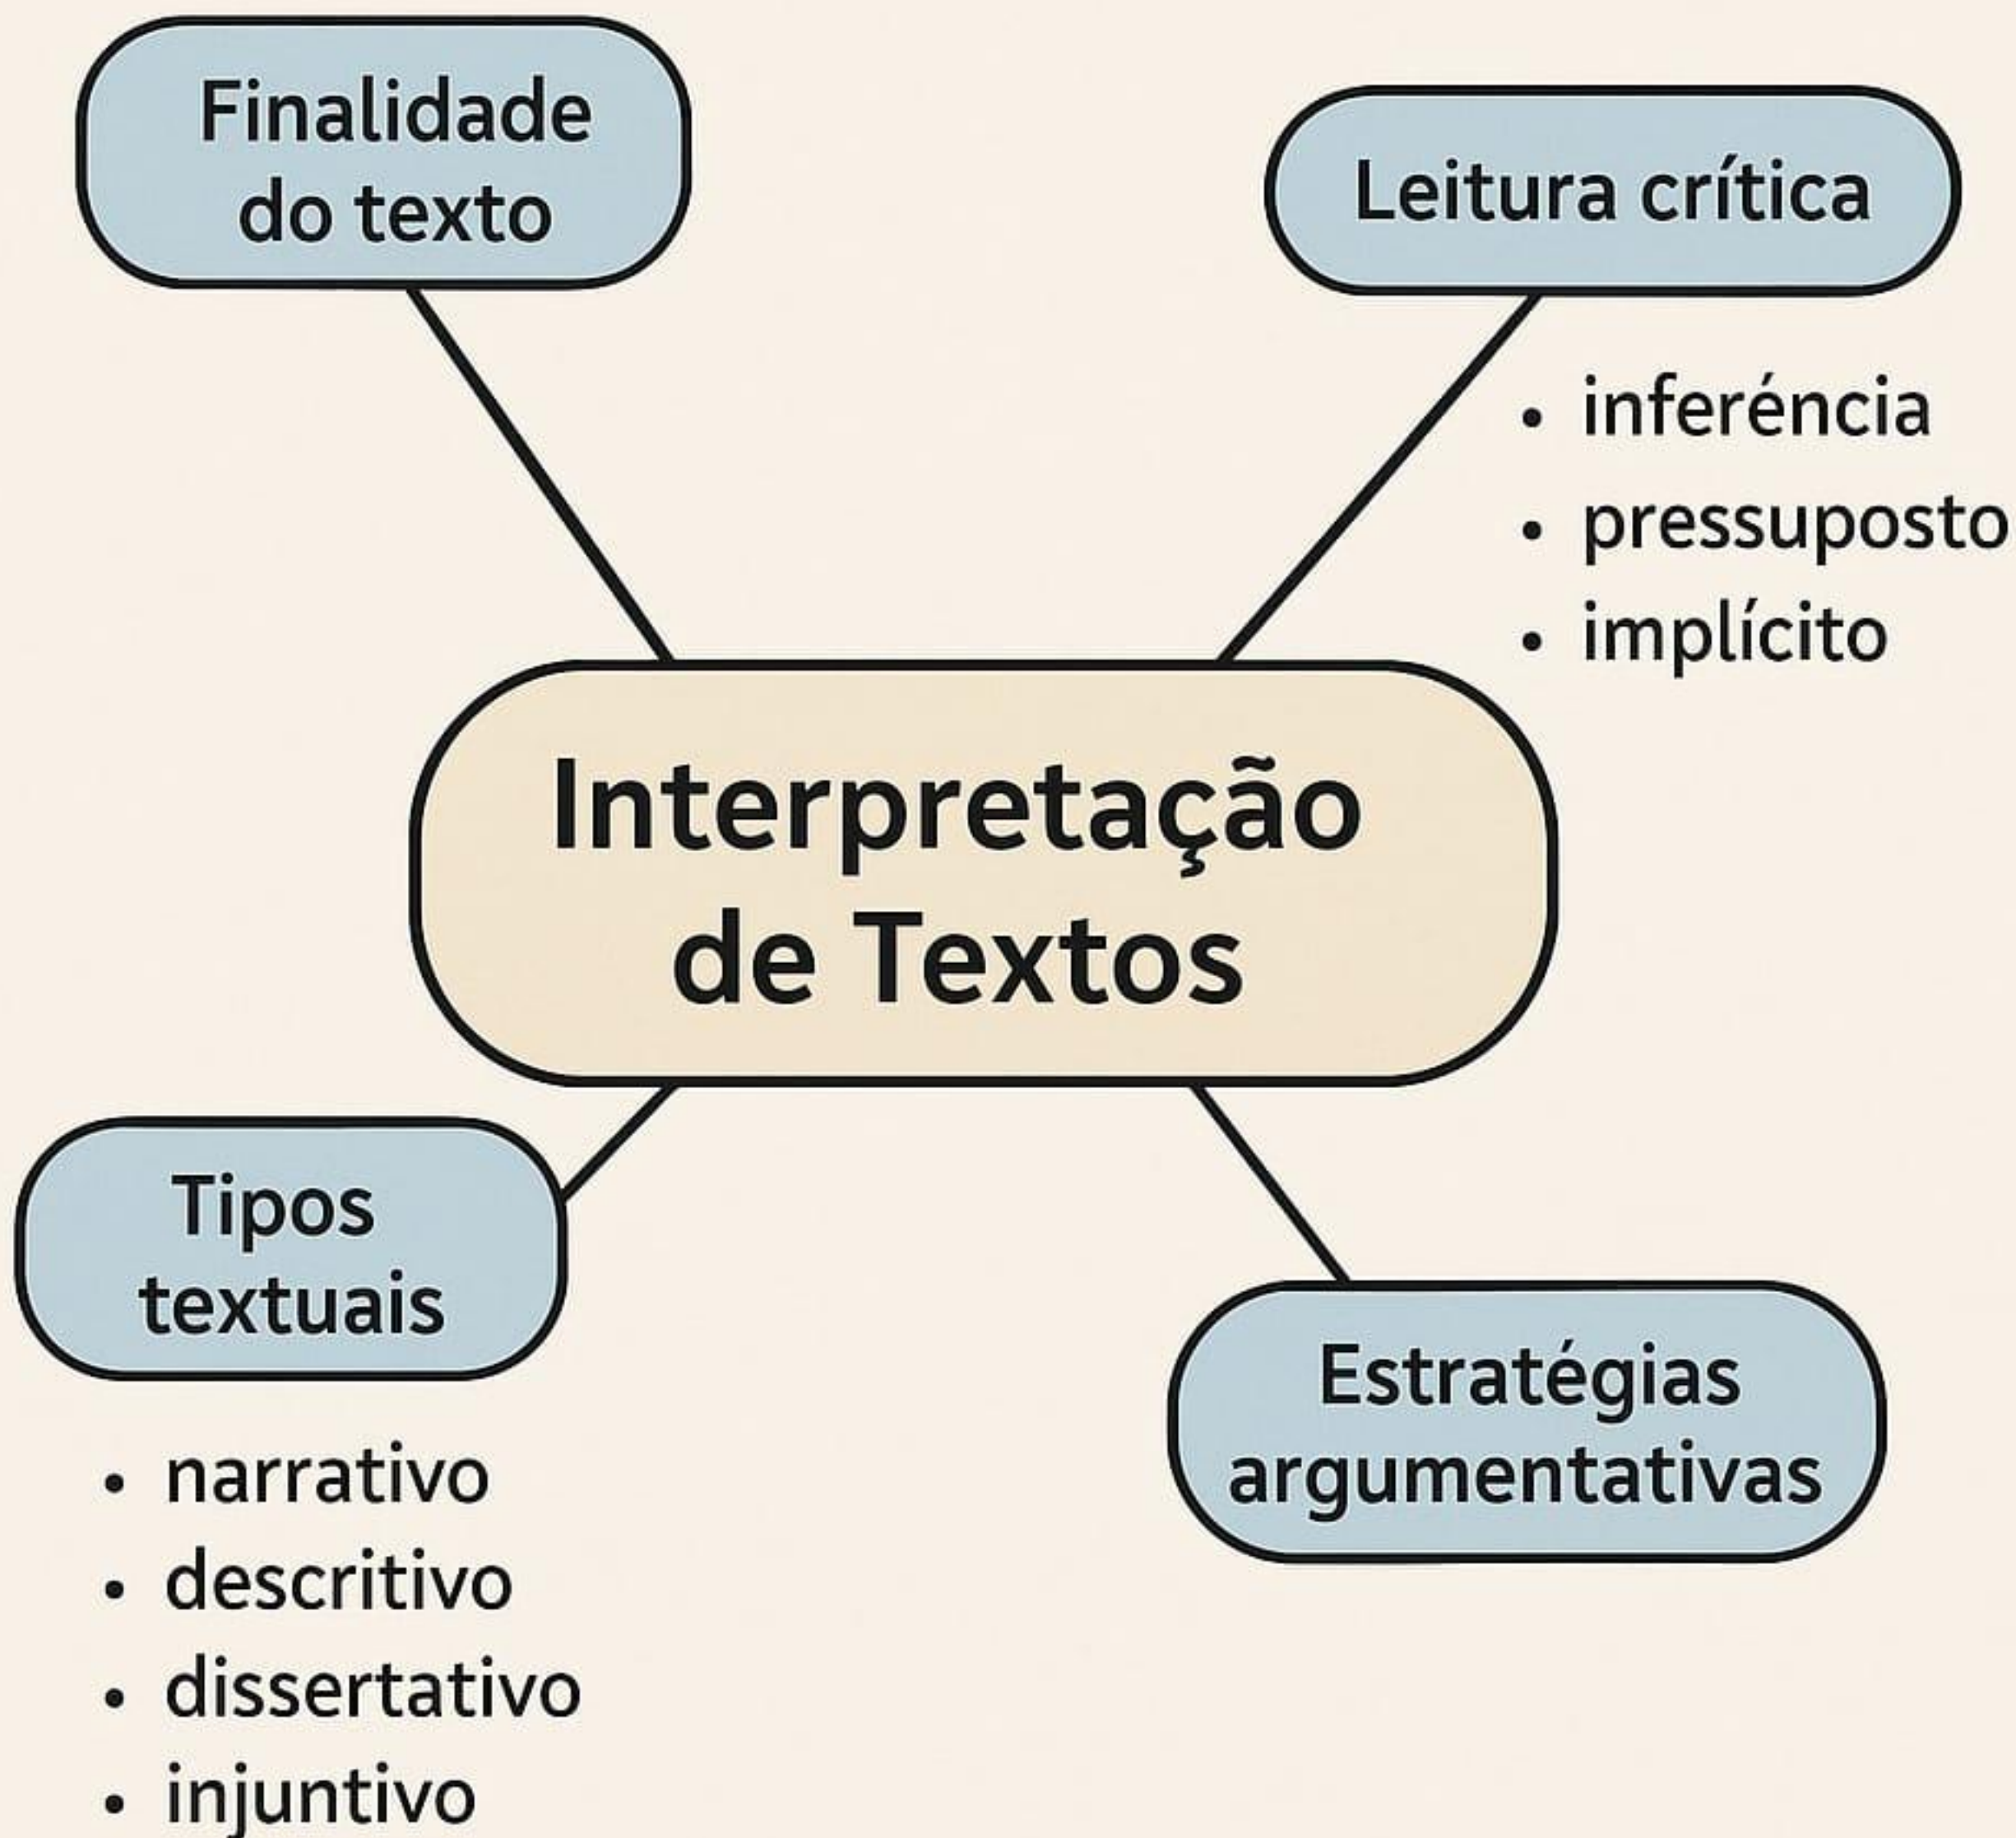 Finalidade
do texto
Leitura crítica
• inferéncia
• pressuposto
• implícito
Interpretação
de Textos
Tipos
textuais
• narrativo
• descritivo
• dissertativo
• injuntivo
Estratégias
argumentativas